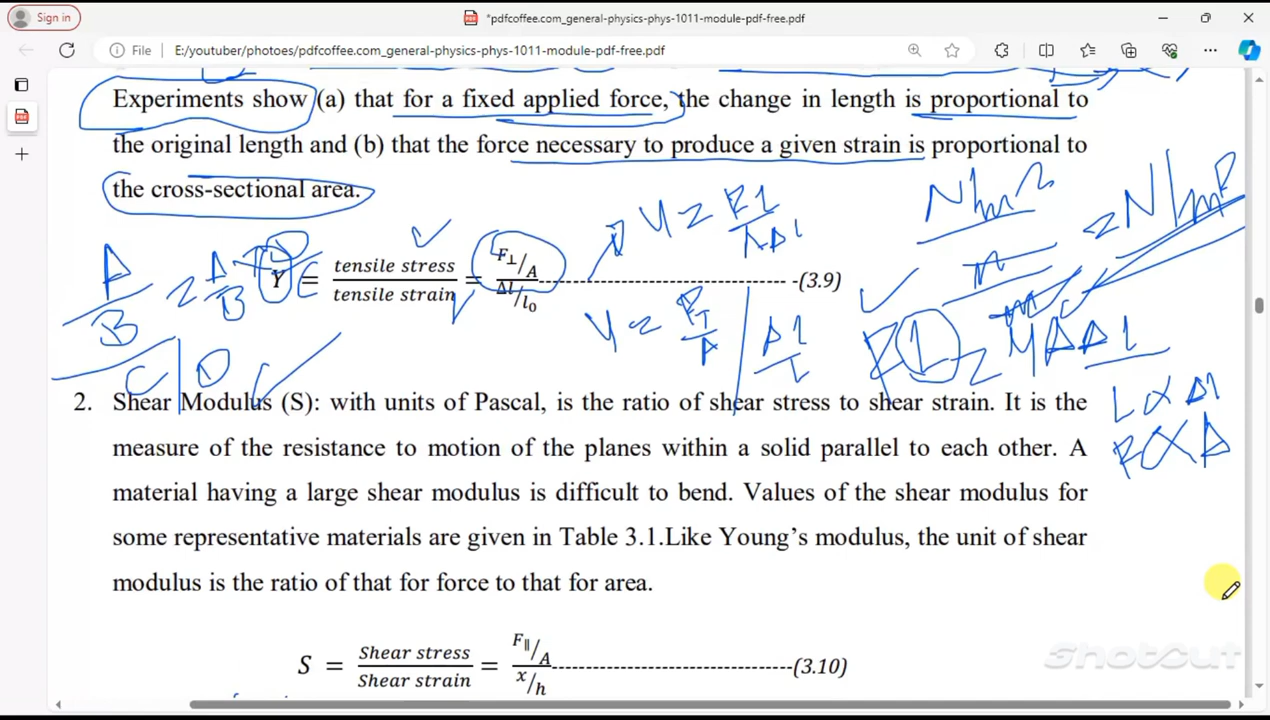 Sign in
*pdfcoffee.com_general-physics-phys-1011-module-pdf-free.pdf
File
E:/youtuber/photoes/pdfcoffee.com_general-physics-phys-1011-module-pdf-free.pdf
Experiments show (a) that for a fixed applied force, the change in length is proportional to
the original length and (b) that the force necessary to produce a given strain is proportional to
the cross-sectional area.
Y = tensile stress / tensile strain = F⊥/A / Δl/l0 -(3.9)
2. Shear Modulus (S): with units of Pascal, is the ratio of shear stress to shear strain. It is the
measure of the resistance to motion of the planes within a solid parallel to each other. A
material having a large shear modulus is difficult to bend. Values of the shear modulus for
some representative materials are given in Table 3.1.Like Young's modulus, the unit of shear
modulus is the ratio of that for force to that for area.
S = Shear stress / Shear strain = F∥/A / x/h (3.10)
Shotcut